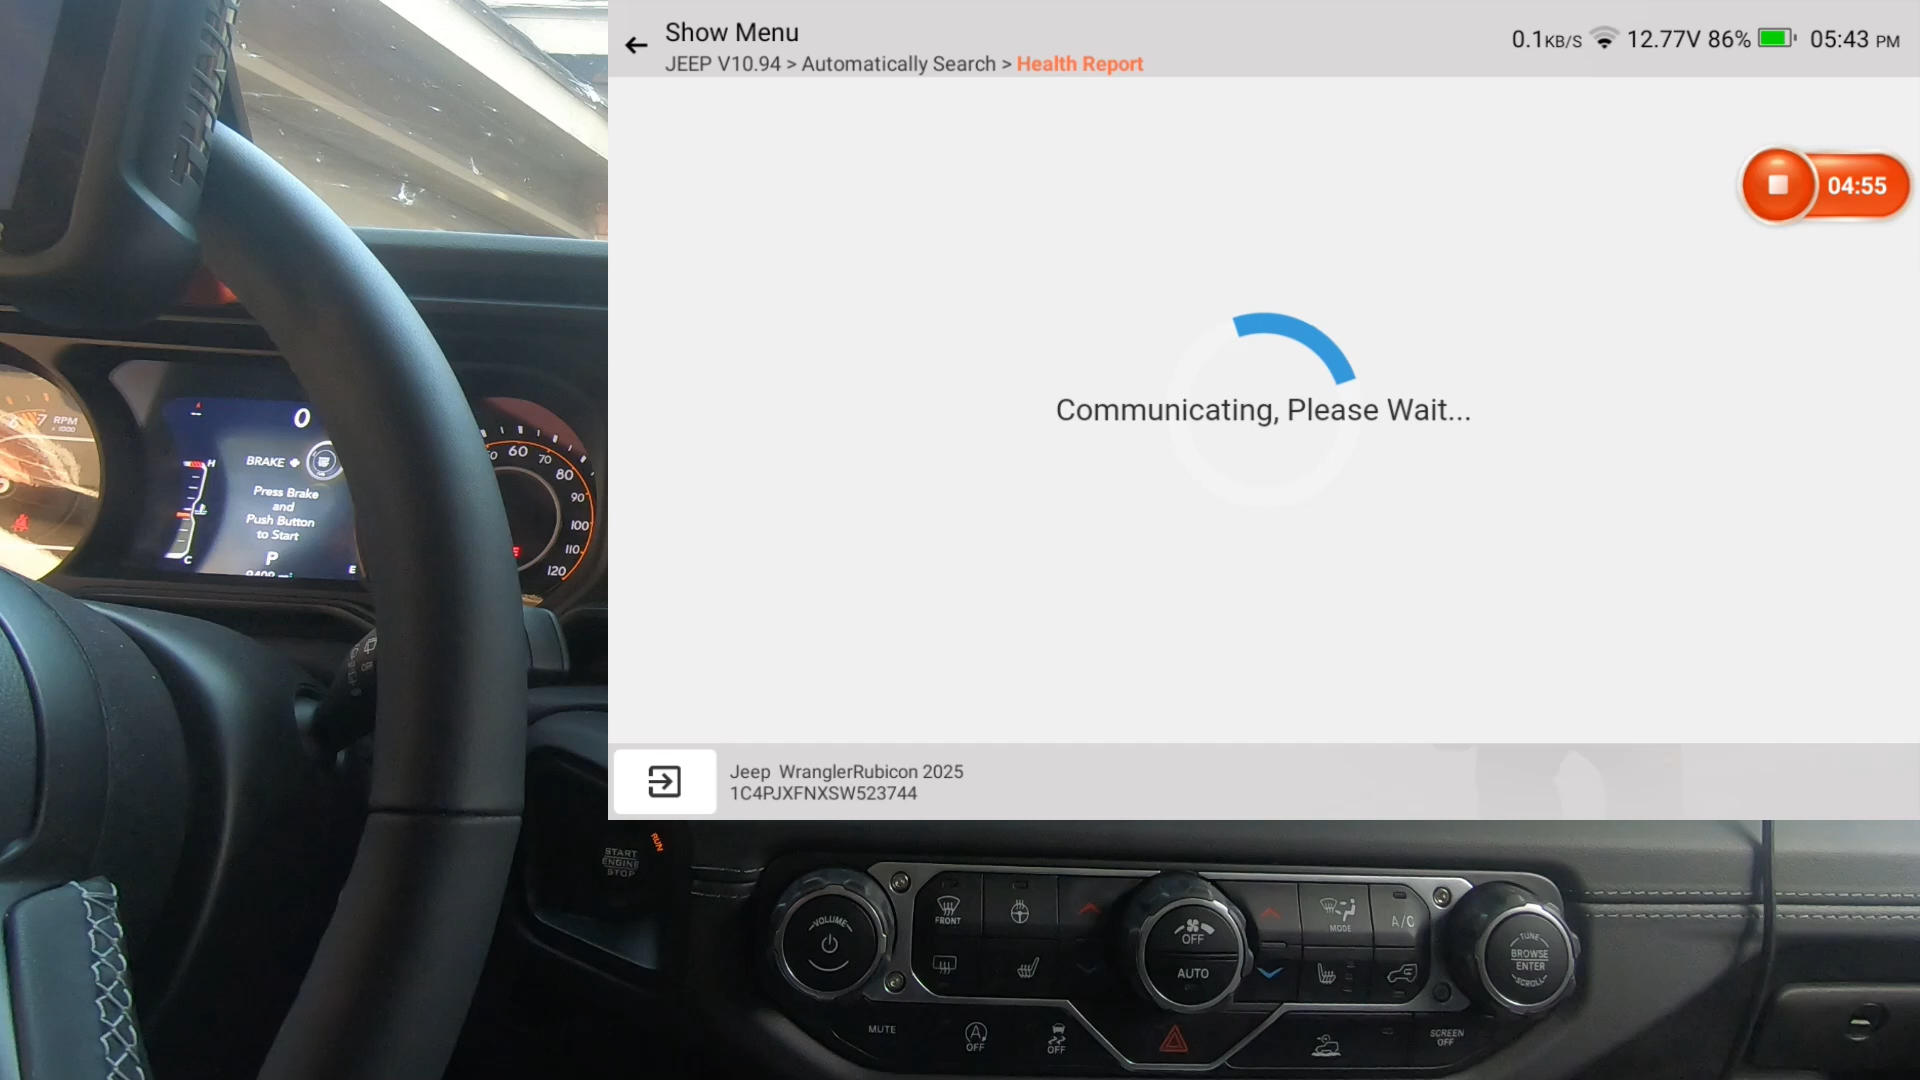 Show Menu
JEEP V10.94 > Automatically Search > Health Report
0.1KB/S 12.77V 86% 05:43 PM
04:55
Communicating, Please Wait...
Jeep WranglerRubicon 2025
1C4PJXFNXSW523744
7 RPM
x 1000
0
BRAKE +
H
Press Brake
and
Push Button
to Start
P
C
E
60
70
80
90
100
110
120
E
OFF
RUN
START
ENGINE
STOP
VOLUME
FRONT
OFF
AUTO
MODE
A/C
TUNE
BROWSE
ENTER
SCROLL
MUTE
A
OFF
OFF
SCREEN
OFF